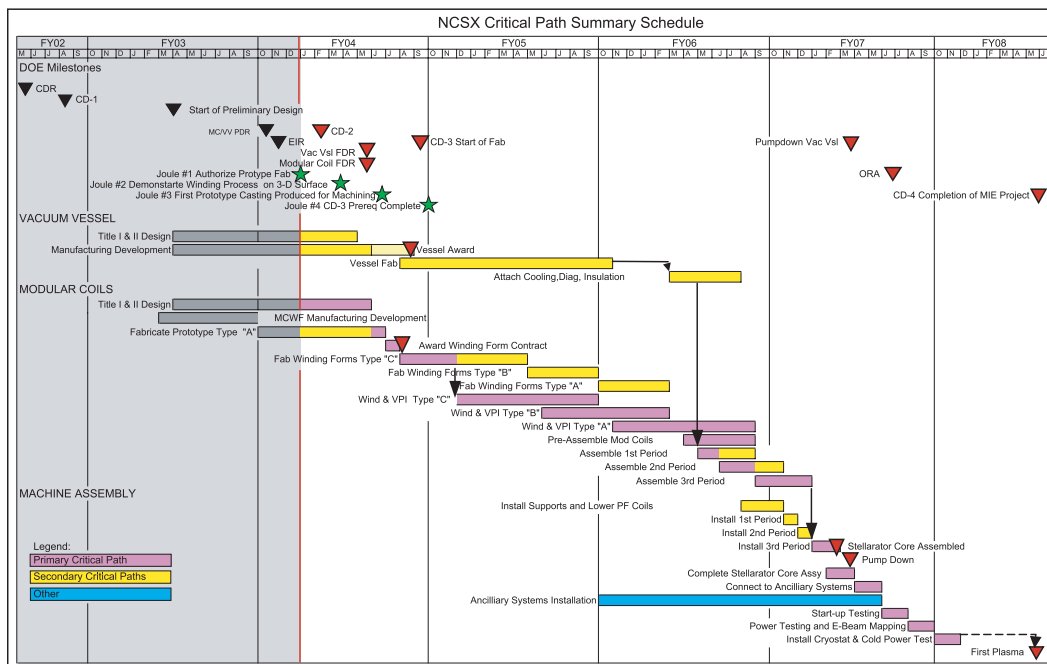 NCSX Critical Path Summary Schedule
FY02 FY03 FY04 FY05 FY06 FY07 FY08
M J J A S O N D J F M A M J J A S O N D J F M A M J J A S O N D J F M A M J J A S O N D J F M A M J J A S O N D J F M A M J J A S O N D J F M A M J
DOE Milestones
CDR
CD-1
Start of Preliminary Design
MC/VV PDR
CD-2
EIR
CD-3 Start of Fab
Pumpdown Vac Vsl
Vac Vsl FDR
Modular Coil FDR
Joule #1 Authorize Protype Fab
ORA
Joule #2 Demonstarte Winding Process on 3-D Surface
Joule #3 First Prototype Casting Produced for Machining
CD-4 Completion of MIE Project
Joule #4 CD-3 Prereq Complete
VACUUM VESSEL
Title I & II Design
Manufacturing Development
Vessel Award
Vessel Fab
Attach Cooling,Diag, Insulation
MODULAR COILS
Title I & II Design
MCWF Manufacturing Development
Fabricate Prototype Type "A"
Award Winding Form Contract
Fab Winding Forms Type "C"
Fab Winding Forms Type "B"
Fab Winding Forms Type "A"
Wind & VPI Type "C"
Wind & VPI Type "B"
Wind & VPI Type "A"
Pre-Assemble Mod Coils
Assemble 1st Period
Assemble 2nd Period
Assemble 3rd Period
MACHINE ASSEMBLY
Install Supports and Lower PF Coils
Install 1st Period
Install 2nd Period
Install 3rd Period
Stellarator Core Assembled
Legend:
Primary Critical Path
Pump Down
Complete Stellarator Core Assy
Secondary Critical Paths
Connect to Ancilliary Systems
Other
Ancilliary Systems Installation
Start-up Testing
Power Testing and E-Beam Mapping
Install Cryostat & Cold Power Test
First Plasma